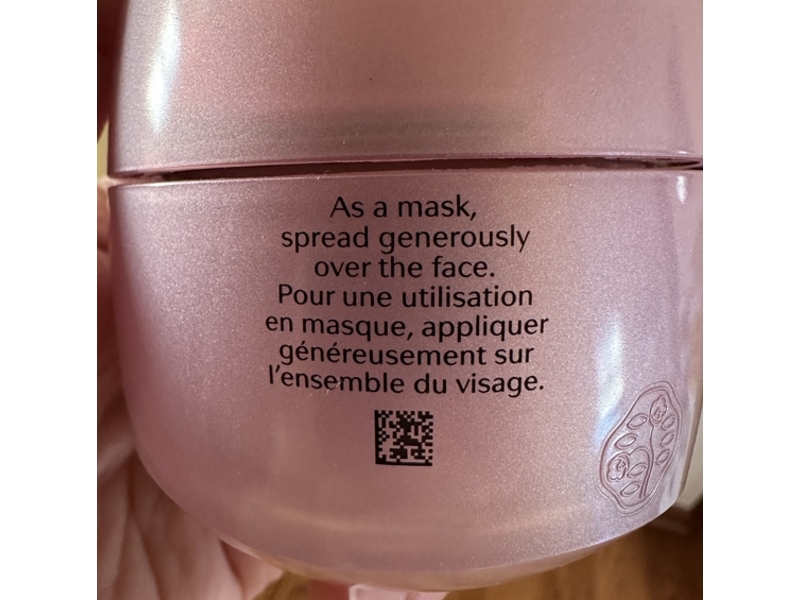 As a mask,
spread generously
over the face.
Pour une utilisation
en masque, appliquer
généreusement sur
l'ensemble du visage.